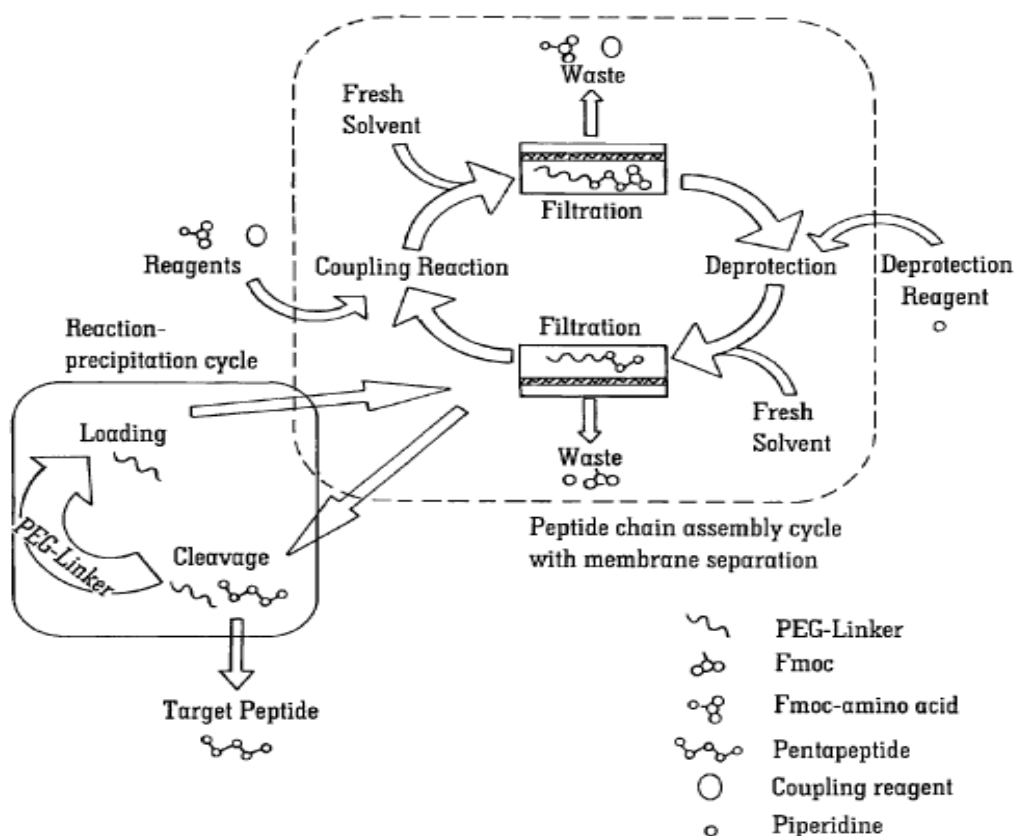 Waste
Fresh
Solvent
Filtration
Reagents
Coupling Reaction
Deprotection
Deprotection
Reagent
Filtration
Reaction-
precipitation cycle
Fresh
Solvent
Loading
Waste
PEG-Linker
Cleavage
Peptide chain assembly cycle
with membrane separation
Target Peptide
PEG-Linker
Fmoc
Fmoc-amino acid
Pentapeptide
Coupling reagent
Piperidine